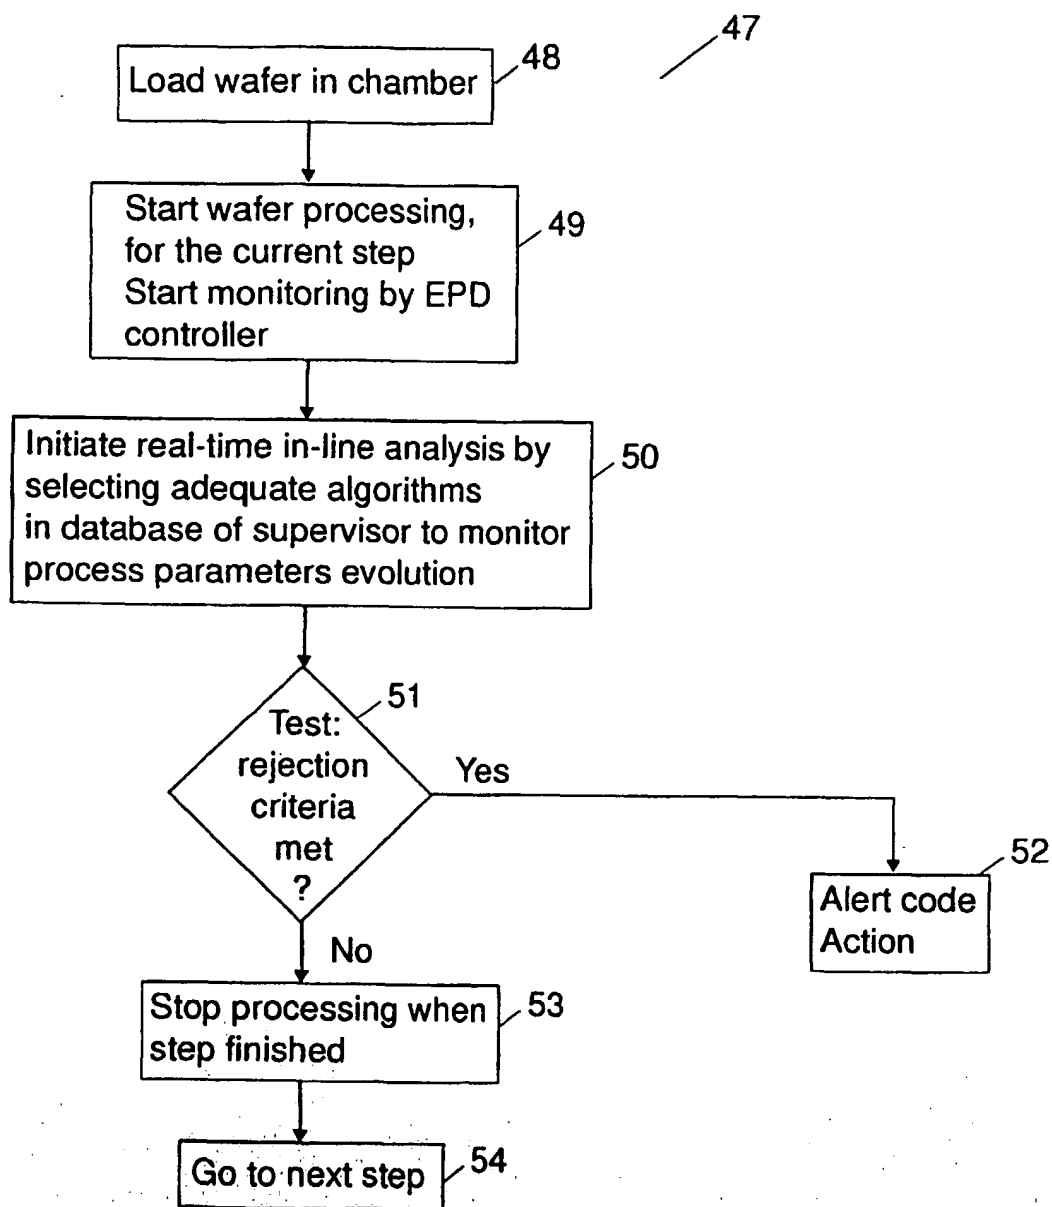 47
Load wafer in chamber
48
Start wafer processing,
for the current step
Start monitoring by EPD
controller
49
Initiate real-time in-line analysis by
selecting adequate algorithms
in database of supervisor to monitor
process parameters evolution
50
Test:
rejection
criteria
met
?
51
Yes
Alert code
Action
52
No
Stop processing when
step finished
53
Go to next step
54